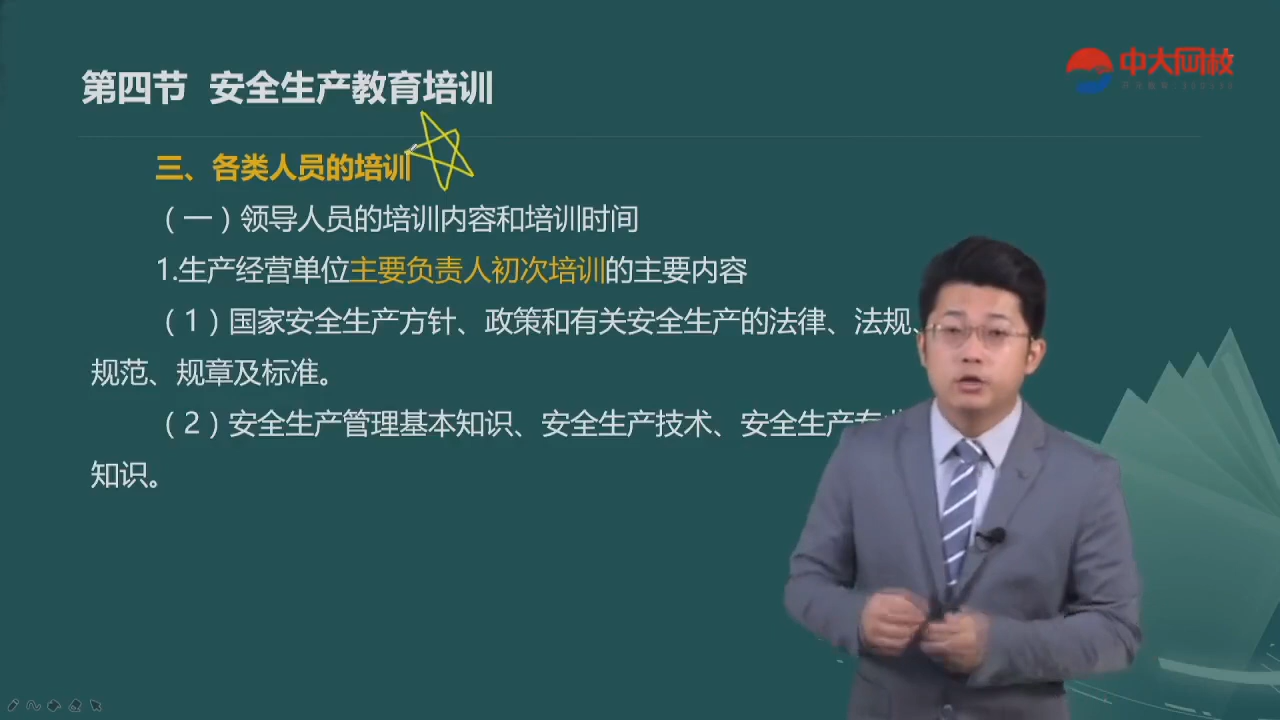 中大网校
第四节 安全生产教育培训
三、各类人员的培训
（一）领导人员的培训内容和培训时间
1.生产经营单位主要负责人初次培训的主要内容
（1）国家安全生产方针、政策和有关安全生产的法律、法规、
规范、规章及标准。
（2）安全生产管理基本知识、安全生产技术、安全生产专业
知识。